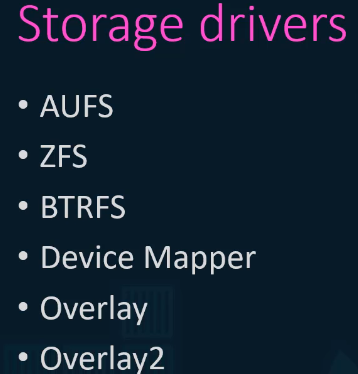 Storage drivers
• AUFS
• ZFS
• BTRFS
• Device Mapper
• Overlay
• Overlay2